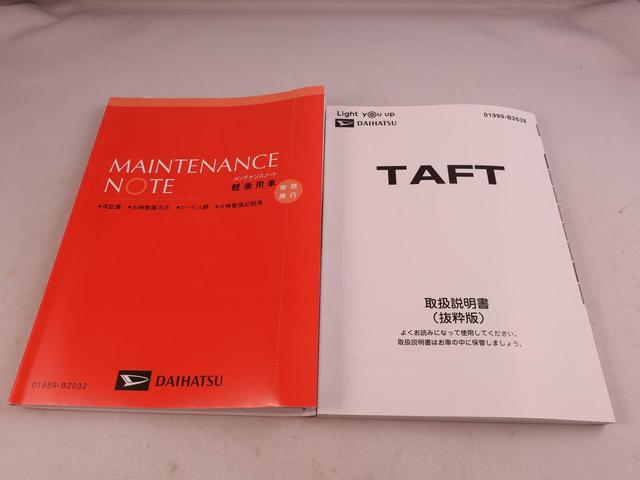 MAINTENANCE
NOTE
メンテナンスノート
軽乗用車
常時
携行
●保証書 ●点検整備方式 ●サービス網 ●点検整備記録簿
DAIHATSU
01989-B2032
Light you up
DAIHATSU
01999-B2638
TAFT
取扱説明書
（抜粋版）
よくお読みになって使用してください。
取扱説明書はお車の中に保管しましょう。